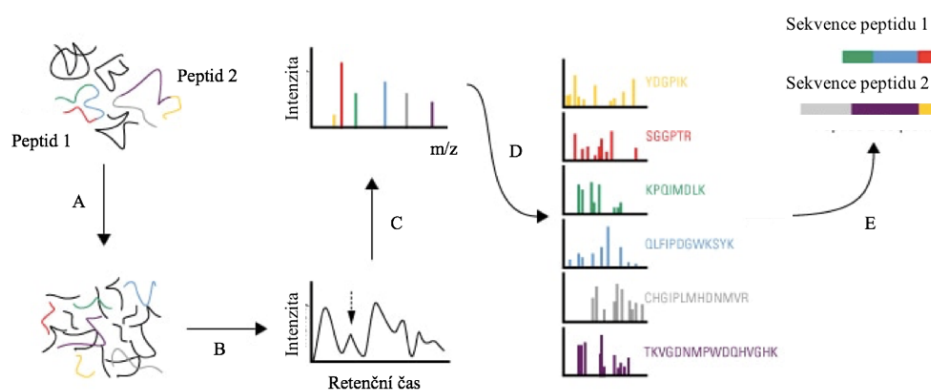 Sekvence peptidu 1
Sekvence peptidu 2
Peptid 2
Peptid 1
Intenzita
m/z
A
B
C
D
E
Intenzita
Retenční čas
YDGPIK
SGGPTR
KPQIMDLK
QLFIPDGWKSYK
CHGIPLMHDNMVR
TKVGDNMPWDQHVGHK